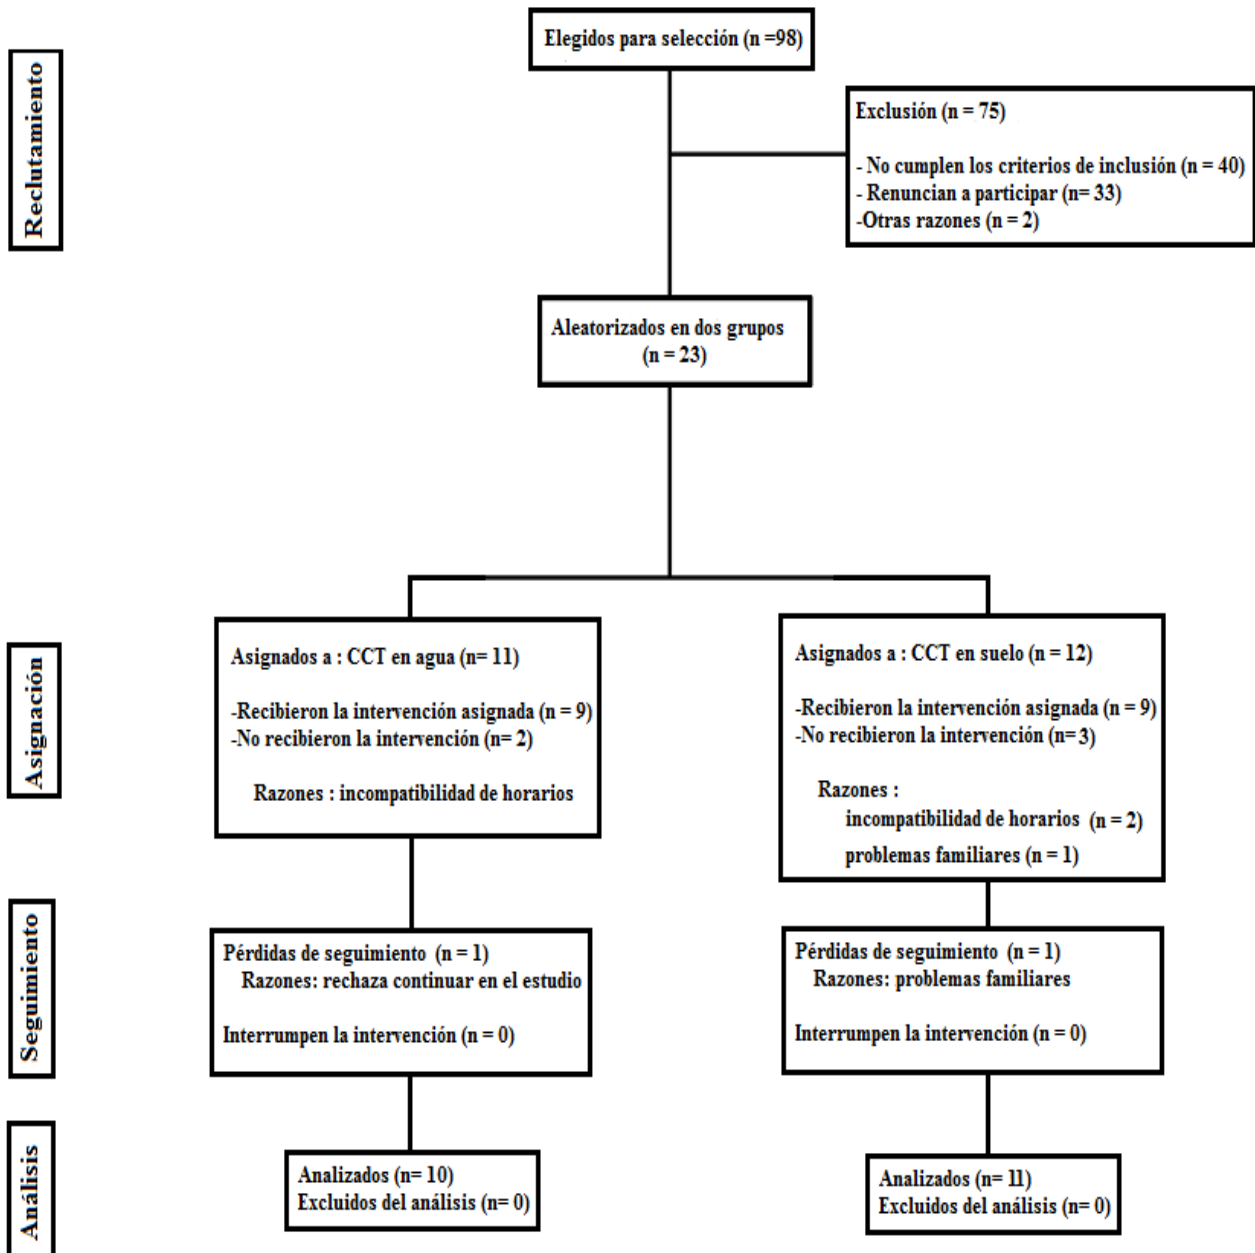 Reclutamiento
Elegidos para selección (n =98)
Exclusión (n = 75)
- No cumplen los criterios de inclusión (n = 40)
- Renuncian a participar (n= 33)
-Otras razones (n = 2)
Aleatorizados en dos grupos
(n = 23)
Asignación
Asignados a : CCT en agua (n= 11)
-Recibieron la intervención asignada (n = 9)
-No recibieron la intervención (n= 2)
Razones : incompatibilidad de horarios
Asignados a : CCT en suelo (n = 12)
-Recibieron la intervención asignada (n = 9)
-No recibieron la intervención (n= 3)
Razones :
incompatibilidad de horarios (n = 2)
problemas familiares (n = 1)
Seguimiento
Pérdidas de seguimiento (n = 1)
Razones: rechaza continuar en el estudio
Interrumpen la intervención (n = 0)
Pérdidas de seguimiento (n = 1)
Razones: problemas familiares
Interrumpen la intervención (n = 0)
Análisis
Analizados (n= 10)
Excluidos del análisis (n= 0)
Analizados (n= 11)
Excluidos del análisis (n= 0)